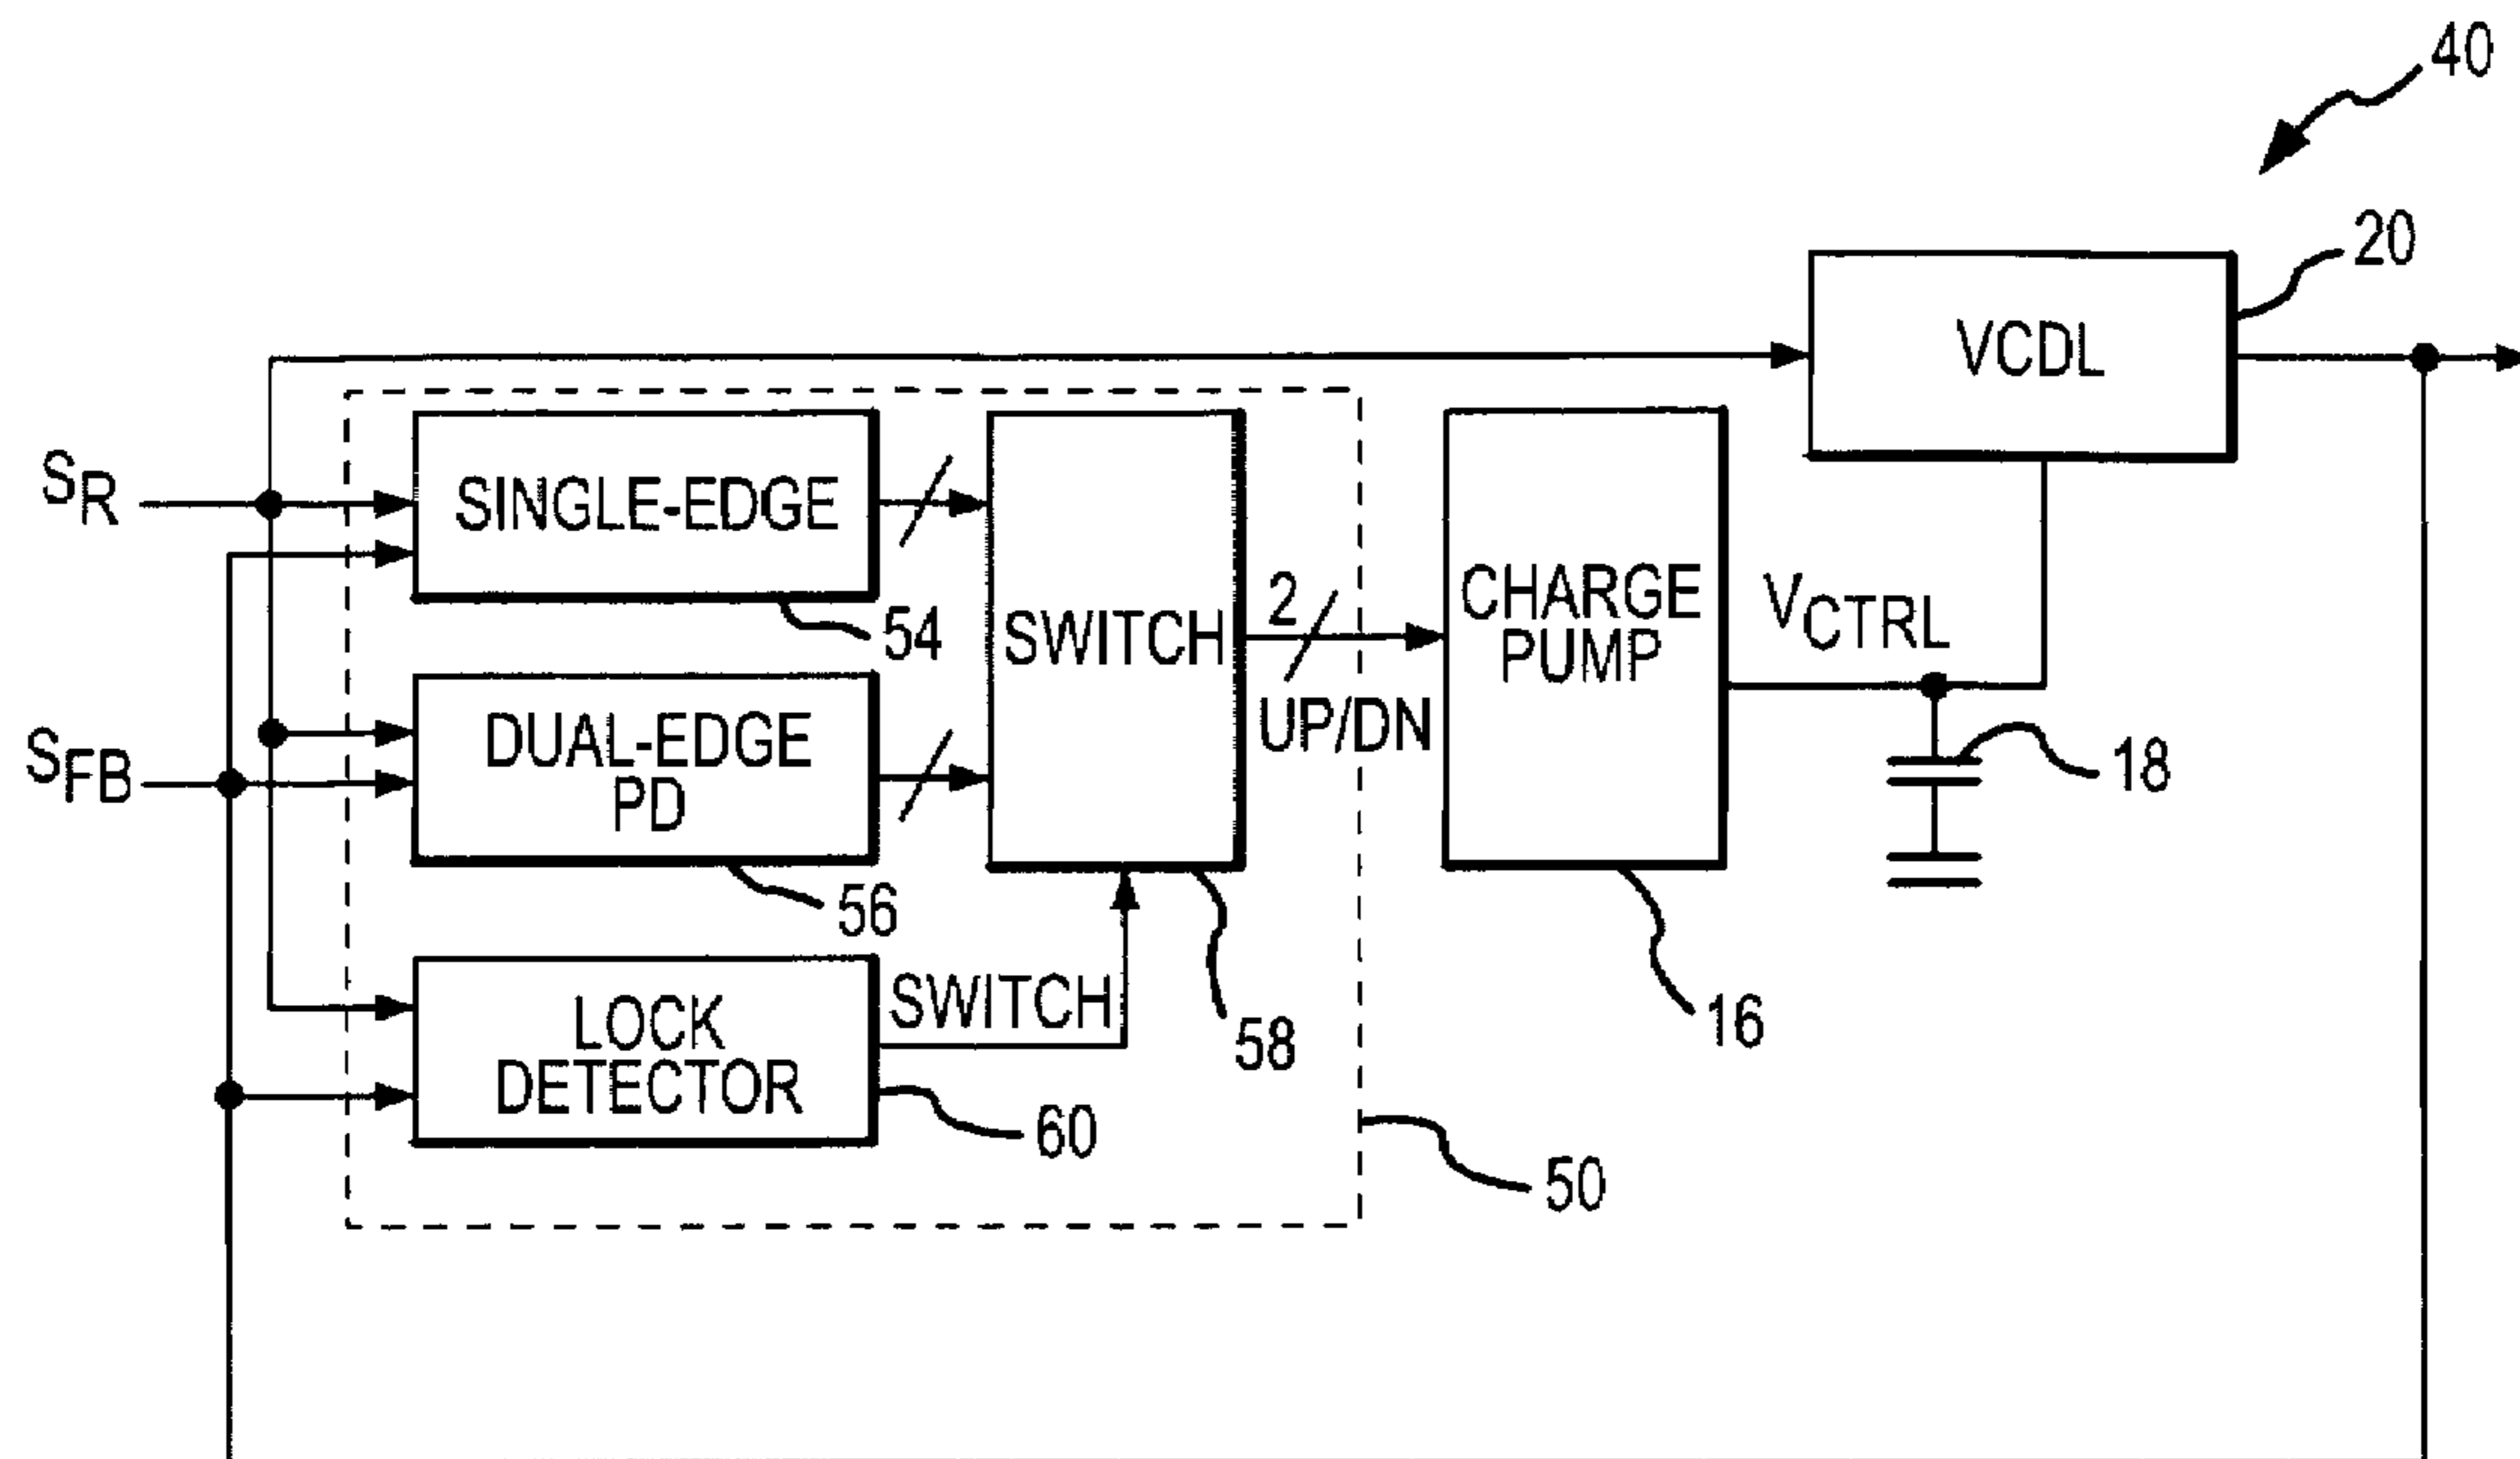 40
20
VCDL
SR
SINGLE-EDGE
54
SWITCH
2
UP/DN
CHARGE
PUMP
VCTRL
SFB
DUAL-EDGE
PD
18
56
LOCK
DETECTOR
SWITCH
58
16
60
50